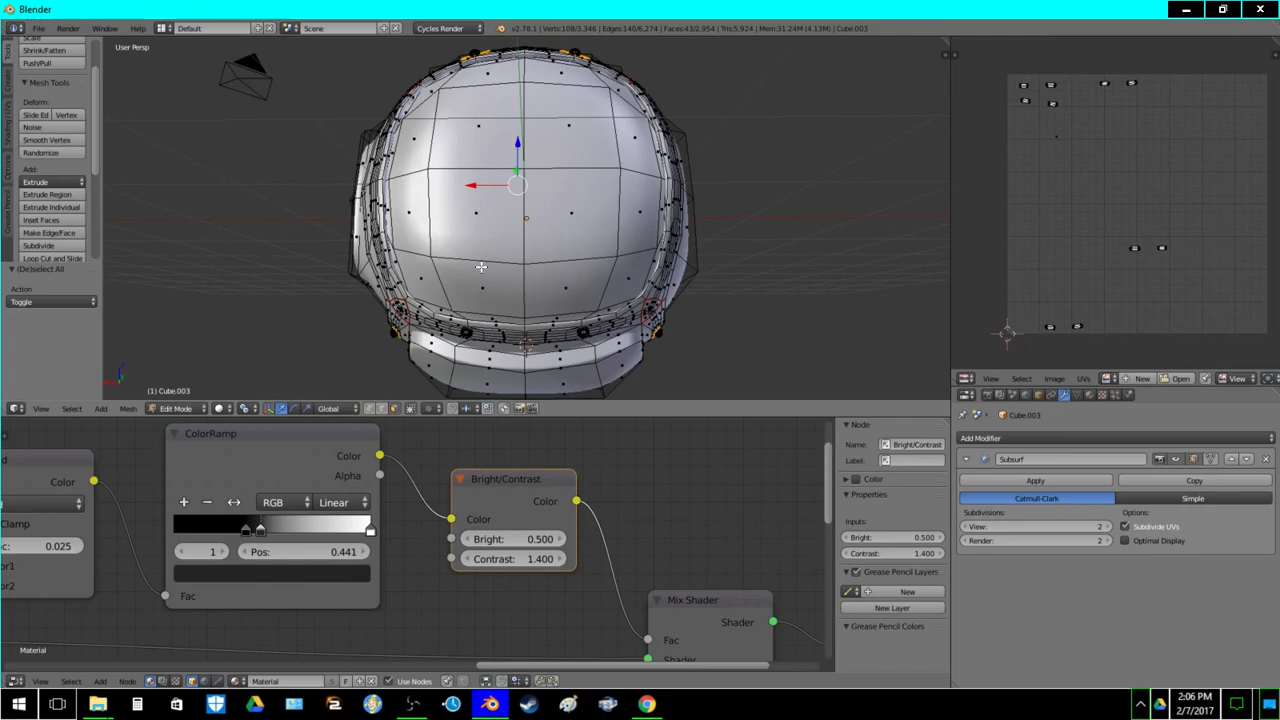 Blender
File
Render
Window
Help
Default
Scene
Cycles Render
v2.78.1 | Verts:108/3,346 | Edges:140/6,274 | Faces:43/2,954 | Tris:5,924 | Mem:31.24M (4.13M) | Cube.003
Scale
Shrink/Fatten
Push/Pull
Mesh Tools
Deform:
Slide Ed
Vertex
Noise
Smooth Vertex
Randomize
Add:
Extrude
Extrude Region
Extrude Individual
Inset Faces
Make Edge/Face
Subdivide
Loop Cut and Slide
(De)select All
Action
Toggle
Tools
Create
Shading / UVs
Options
Grease Pencil
User Persp
(1) Cube.003
View
Select
Add
Mesh
Edit Mode
Global
View
Select
Image
UVs
New
Open
View
Cube.003
Add Modifier
Subsurf
Apply
Copy
Catmull-Clark
Simple
Subdivisions:
Options:
View: 2
Subdivide UVs
Render: 2
Optimal Display
Color
Clamp
0.025
ColorRamp
Color
Alpha
RGB
Linear
1
Pos: 0.441
Fac
Bright/Contrast
Color
Color
Bright: 0.500
Contrast: 1.400
Mix Shader
Shader
Fac
Shader
Material
Node
Name:
Bright/Contrast
Label:
Color
Properties
Inputs:
Bright: 0.500
Contrast: 1.400
Grease Pencil Layers
New
New Layer
Grease Pencil Colors
View
Select
Add
Node
Material
F
Use Nodes
2:06 PM
2/7/2017